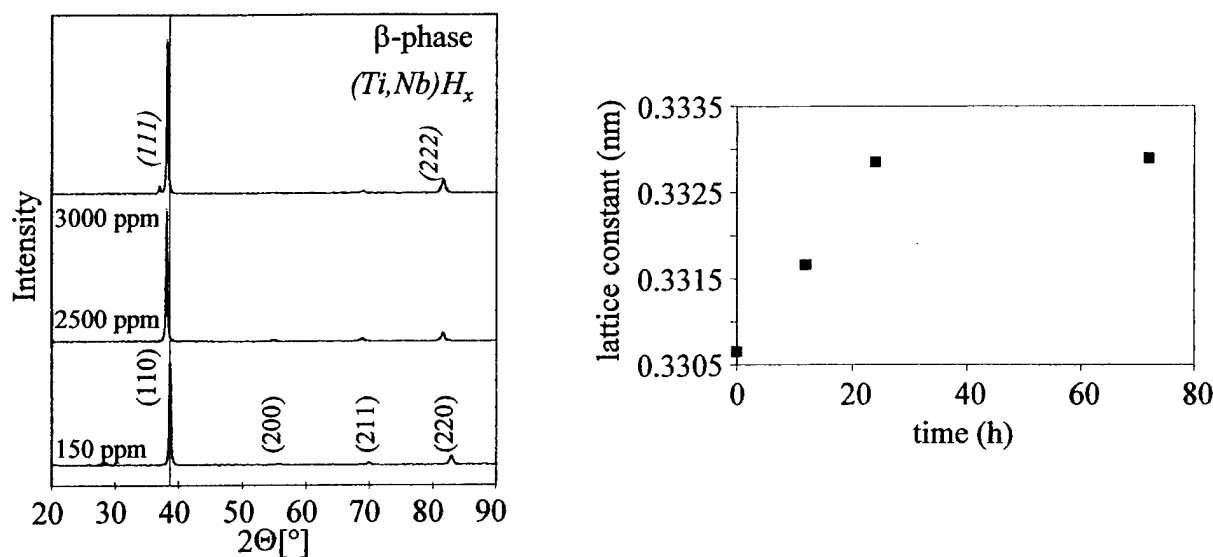 β-phase
(Ti,Nb)Hₓ
(111)
(222)
3000 ppm
2500 ppm
(110)
(200)
(211)
(220)
150 ppm
Intensity
20 30 40 50 60 70 80 90
2Θ[°]
0.3335
0.3325
0.3315
0.3305
lattice constant (nm)
0 20 40 60 80
time (h)